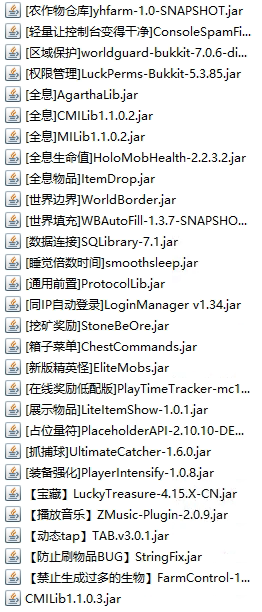 [农作物仓库]yhfarm-1.0-SNAPSHOT.jar
[轻量让控制台变得干净]ConsoleSpamFi...
[区域保护]worldguard-bukkit-7.0.6-di...
[权限管理]LuckPerms-Bukkit-5.3.85.jar
[全息]AgarthaLib.jar
[全息]CMILib1.1.0.2.jar
[全息]MILib1.1.0.2.jar
[全息生命值]HoloMobHealth-2.2.3.2.jar
[全息物品]ItemDrop.jar
[世界边界]WorldBorder.jar
[世界填充]WBAutoFill-1.3.7-SNAPSHO...
[数据连接]SQLibrary-7.1.jar
[睡觉倍数时间]smoothsleep.jar
[通用前置]ProtocolLib.jar
[同IP自动登录]LoginManager v1.34.jar
[挖矿奖励]StoneBeOre.jar
[箱子菜单]ChestCommands.jar
[新版精英怪]EliteMobs.jar
[在线奖励低配版]PlayTimeTracker-mc1...
[展示物品]LiteItemShow-1.0.1.jar
[占位量符]PlaceholderAPI-2.10.10-DE...
[抓捕球]UltimateCatcher-1.6.0.jar
[装备强化]PlayerIntensify-1.0.8.jar
【宝藏】LuckyTreasure-4.15.X-CN.jar
【播放音乐】ZMusic-Plugin-2.0.9.jar
【动态tap】TAB.v3.0.1.jar
【防止刷物品BUG】StringFix.jar
【禁止生成过多的生物】FarmControl-1...
CMILib1.1.0.3.jar